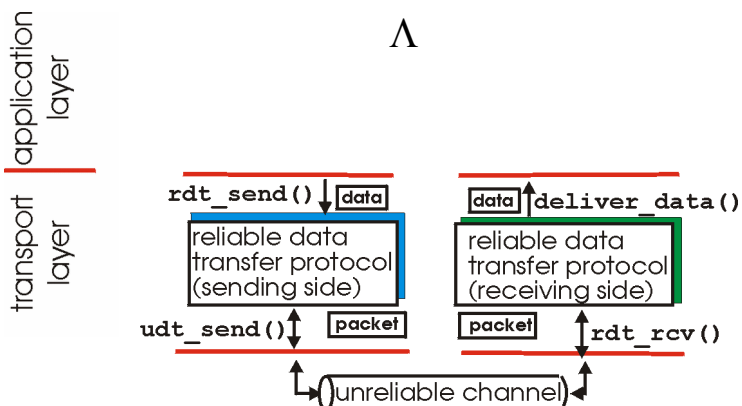 Λ
application
layer
transport
layer
rdt_send()
data
data
deliver_data()
reliable data
transfer protocol
(sending side)
reliable data
transfer protocol
(receiving side)
udt_send()
packet
packet
rdt_rcv()
unreliable channel